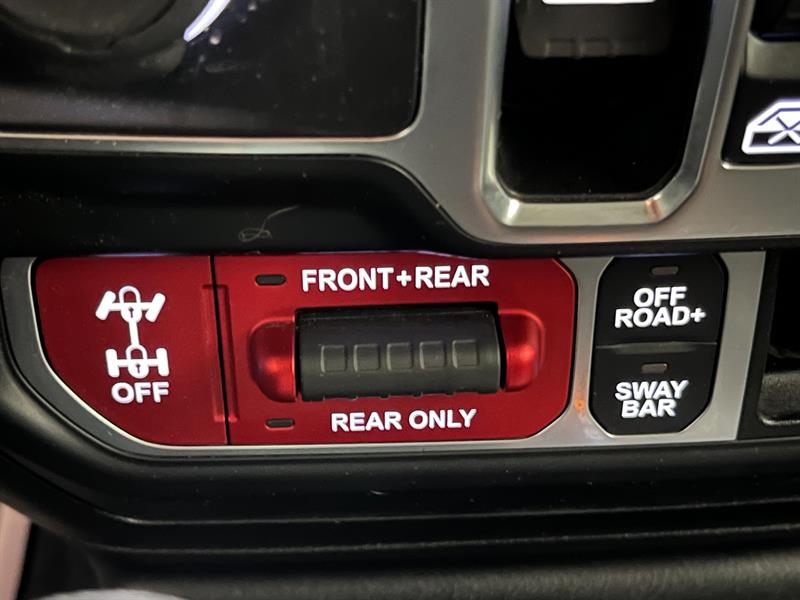 FRONT+REAR
OFF
REAR ONLY
OFF
ROAD+
SWAY
BAR